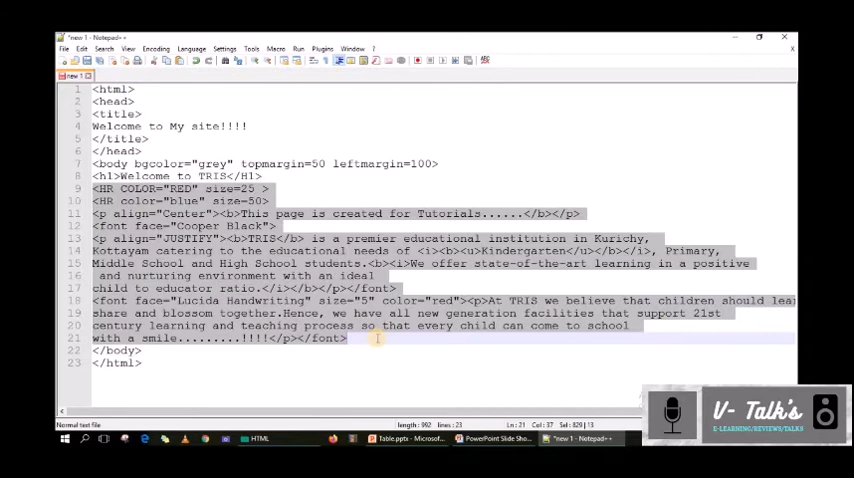 *new 1 - Notepad++
File Edit Search View Encoding Language Settings Tools Macro Run Plugins Window ?
X
new 1
1 <html>
2 <head>
3 <title>
4 Welcome to My site!!!!
5 </title>
6 </head>
7 <body bgcolor="grey" topmargin=50 leftmargin=100>
8 <h1>Welcome to TRIS</H1>
9 <HR COLOR="RED" size=25 >
10 <HR color="blue" size=50>
11 <p align="Center"><b>This page is created for Tutorials......</b></p>
12 <font face="Cooper Black">
13 <p align="JUSTIFY"><b>TRIS</b> is a premier educational institution in Kurichy,
14 Kottayam catering to the educational needs of <i><b><u>Kindergarten</u></b></i>, Primary,
15 Middle School and High School students.<b><i>We offer state-of-the-art learning in a positive
16 and nurturing environment with an ideal
17 child to educator ratio.</i></b></p></font>
18 <font face="Lucida Handwriting" size="5" color="red"><p>At TRIS we believe that children should lear
19 share and blossom together.Hence, we have all new generation facilities that support 21st
20 century learning and teaching process so that every child can come to school
21 with a smile.........!!!!</p></font>
22 </body>
23 </html>
Normal text file length : 992 lines : 23 Ln : 21 Col : 37 Sel : 829 | 13
HTML Table.pptx - Microsof... PowerPoint Slide Sho... *new 1 - Notepad++
V- Talk's
E-LEARNING/REVIEWS/TALKS